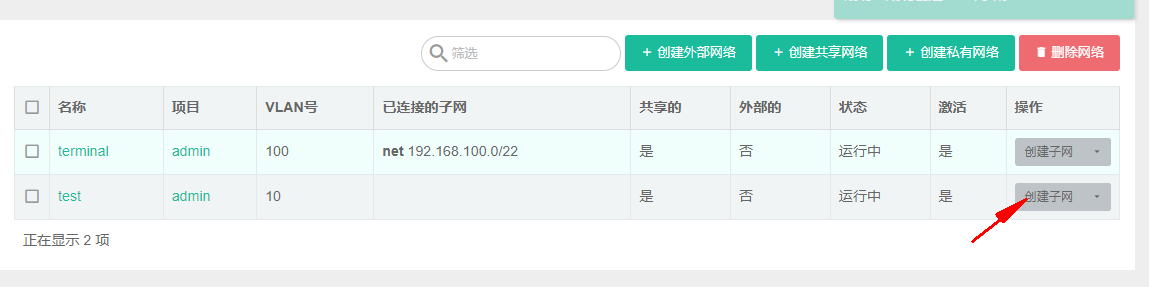 筛选
+ 创建外部网络
+ 创建共享网络
+ 创建私有网络
删除网络
名称 项目 VLAN号 已连接的子网 共享的 外部的 状态 激活 操作
terminal admin 100 net 192.168.100.0/22 是 否 运行中 是 创建子网
test admin 10 是 否 运行中 是 创建子网
正在显示 2 项